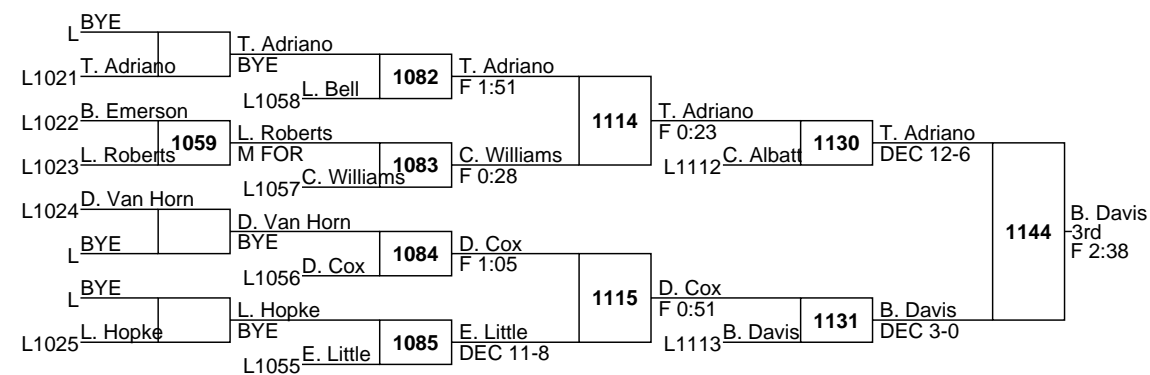 BYE
L
T. Adriano
L1021
T. Adriano
BYE
L1058
L. Bell
1082
T. Adriano
F 1:51
B. Emerson
L1022
1059
L. Roberts
L1023
L. Roberts
M FOR
L1057
C. Williams
1083
C. Williams
F 0:28
1114
T. Adriano
F 0:23
L1112
C. Albatt
1130
T. Adriano
DEC 12-6
D. Van Horn
L1024
BYE
L
D. Van Horn
BYE
L1056
D. Cox
1084
D. Cox
F 1:05
BYE
L
L. Hopke
L1025
L. Hopke
BYE
L1055
E. Little
1085
E. Little
DEC 11-8
1115
D. Cox
F 0:51
L1113
B. Davis
1131
B. Davis
DEC 3-0
1144
B. Davis
3rd
F 2:38